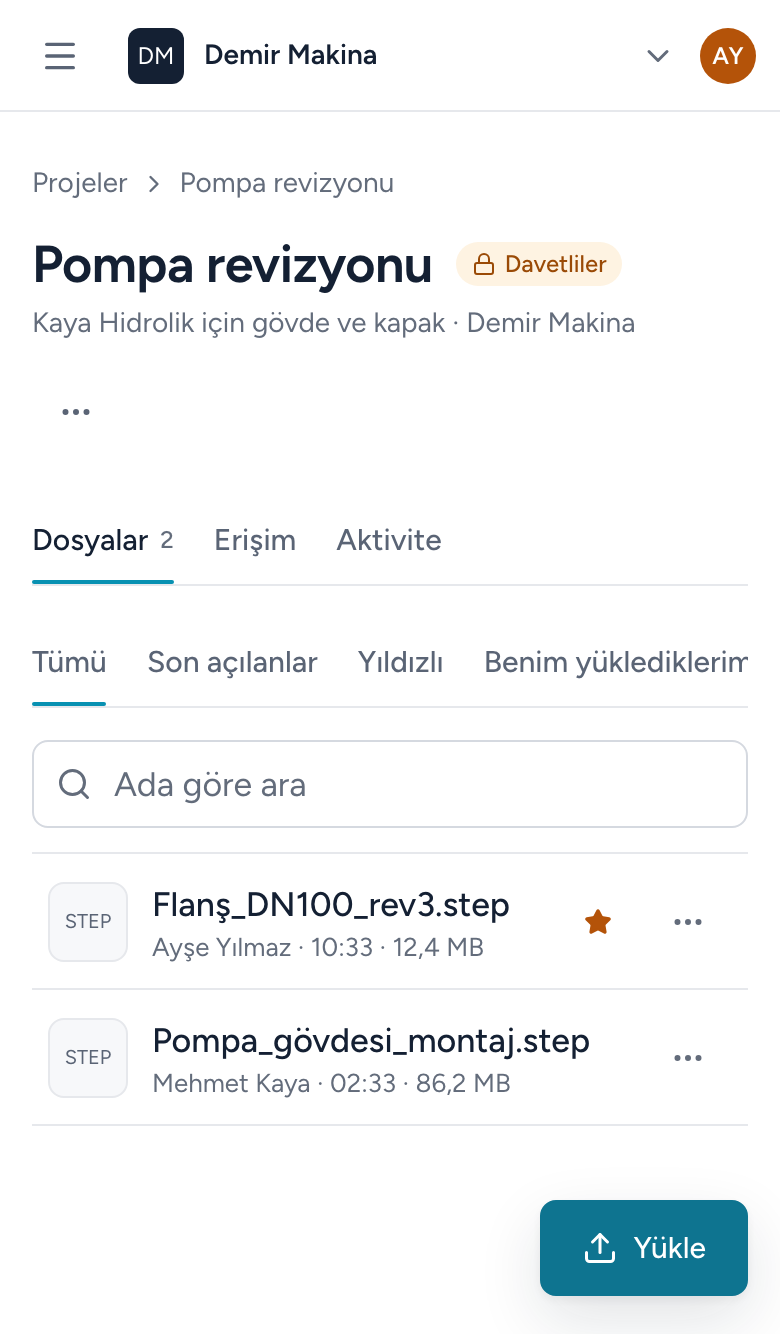 DM Demir Makina AY
Projeler Pompa revizyonu
Pompa revizyonu Davetliler
Kaya Hidrolik için gövde ve kapak · Demir Makina
Dosyalar 2 Erişim Aktivite
Tümü Son açılanlar Yıldızlı Benim yüklediklerim
Ada göre ara
STEP Flanş_DN100_rev3.step
Ayşe Yılmaz · 10:33 · 12,4 MB
STEP Pompa_gövdesi_montaj.step
Mehmet Kaya · 02:33 · 86,2 MB
Yükle